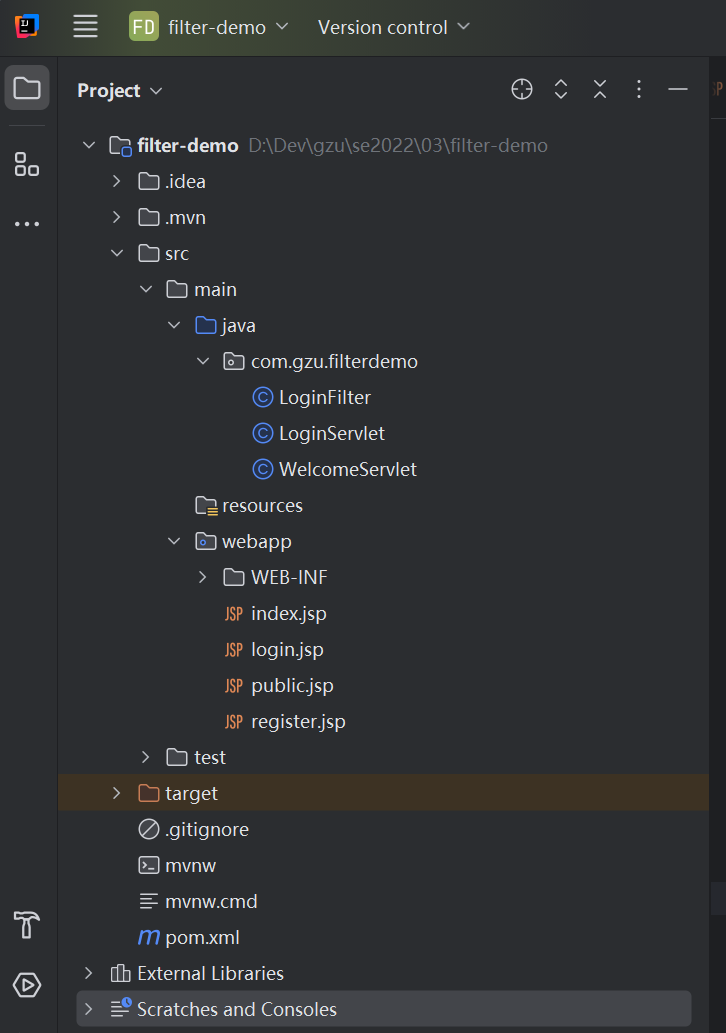 FD filter-demo Version control
Project
filter-demo D:\Dev\gzu\se2022\03\filter-demo
.idea
.mvn
src
main
java
com.gzu.filterdemo
LoginFilter
LoginServlet
WelcomeServlet
resources
webapp
WEB-INF
JSP index.jsp
JSP login.jsp
JSP public.jsp
JSP register.jsp
test
target
.gitignore
mvnw
mvnw.cmd
m pom.xml
External Libraries
Scratches and Consoles